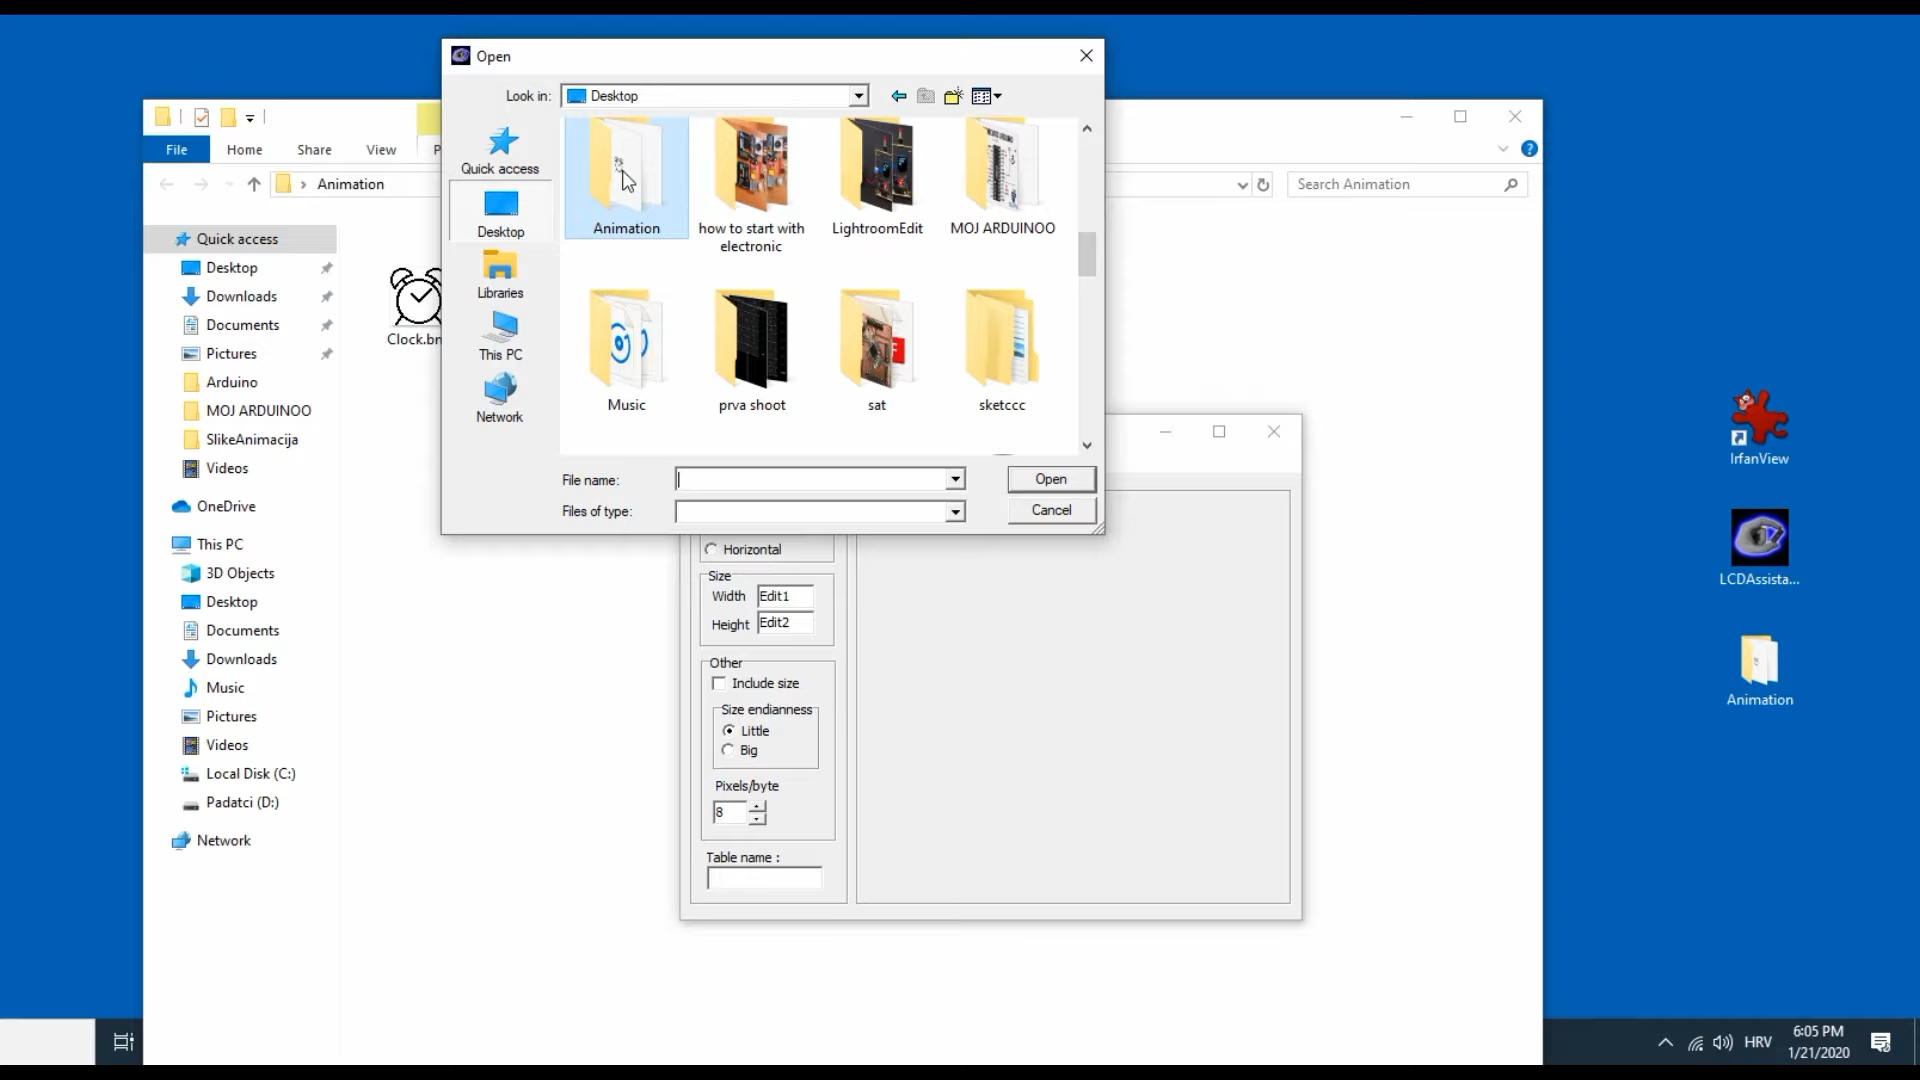 Open
Look in:
Desktop
File
Home
Share
View
Animation
Search Animation
Quick access
Desktop
Libraries
This PC
Network
Animation
how to start with
electronic
LightroomEdit
MOJ ARDUINOO
Music
prva shoot
sat
sketccc
File name:
Open
Files of type:
Cancel
Quick access
Desktop
Downloads
Documents
Pictures
Arduino
MOJ ARDUINOO
SlikeAnimacija
Videos
OneDrive
This PC
3D Objects
Desktop
Documents
Downloads
Music
Pictures
Videos
Local Disk (C:)
Padatci (D:)
Network
Horizontal
Size
Width Edit1
Height Edit2
Other
Include size
Size endianness
Little
Big
Pixels/byte
8
Table name :
IrfanView
LCDAssista...
Animation
HRV
6:05 PM
1/21/2020